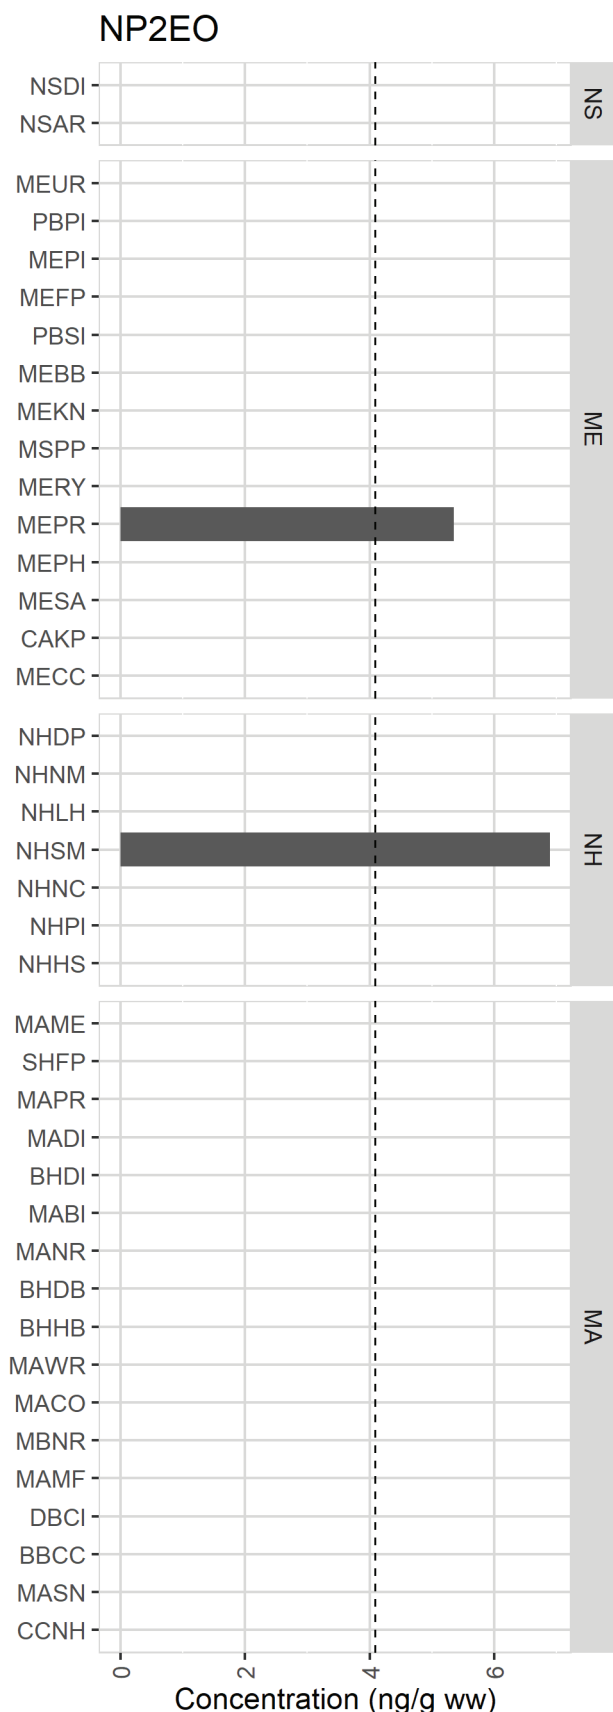 NP2EO
NSDI
NSAR
NS
MEUR
PBPI
MEPI
MEFP
PBSI
MEBB
MEKN
MSPP
MERY
MEPR
MEPH
MESA
CAKP
MECC
ME
NHDP
NHNM
NHLH
NHSM
NHNC
NHPI
NHHS
NH
MAME
SHFP
MAPR
MADI
BHDI
MABI
MANR
BHDB
BHHB
MAWR
MACO
MBNR
MAMF
DBCI
BBCC
MASN
CCNH
MA
0 2 4 6
Concentration (ng/g ww)